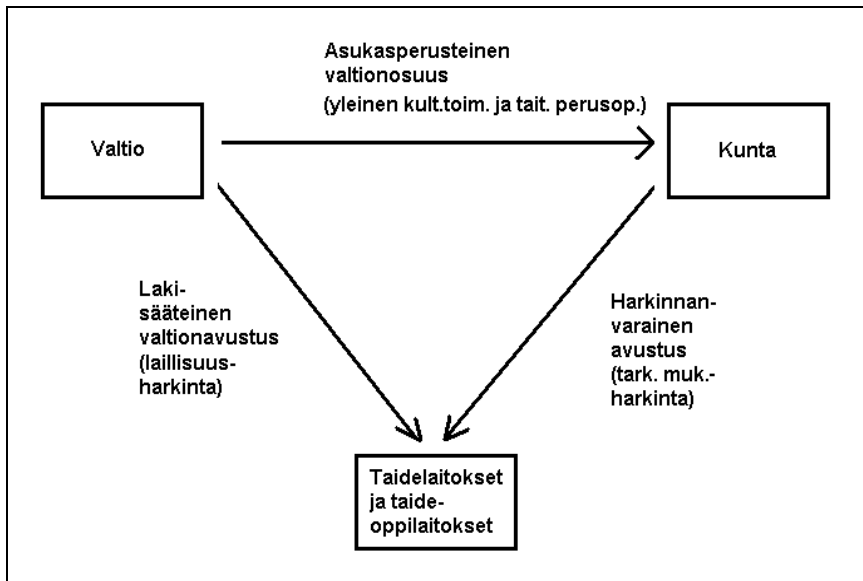 Asukasperusteinen
valtionosuus
(yleinen kult.toim. ja tait. perusop.)
Valtio
Kunta
Laki-
sääteinen
valtionavustus
(laillisuus-
harkinta)
Harkinnan-
varainen
avustus
(tark. muk.-
harkinta)
Taidelaitokset
ja taide-
oppilaitokset